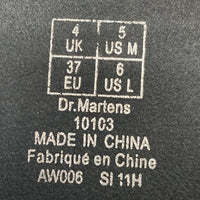 4 5
UK US M
37 6
EU US L
Dr.Martens
10103
MADE IN CHINA
Fabriqué en Chine
AW006 SI 11H